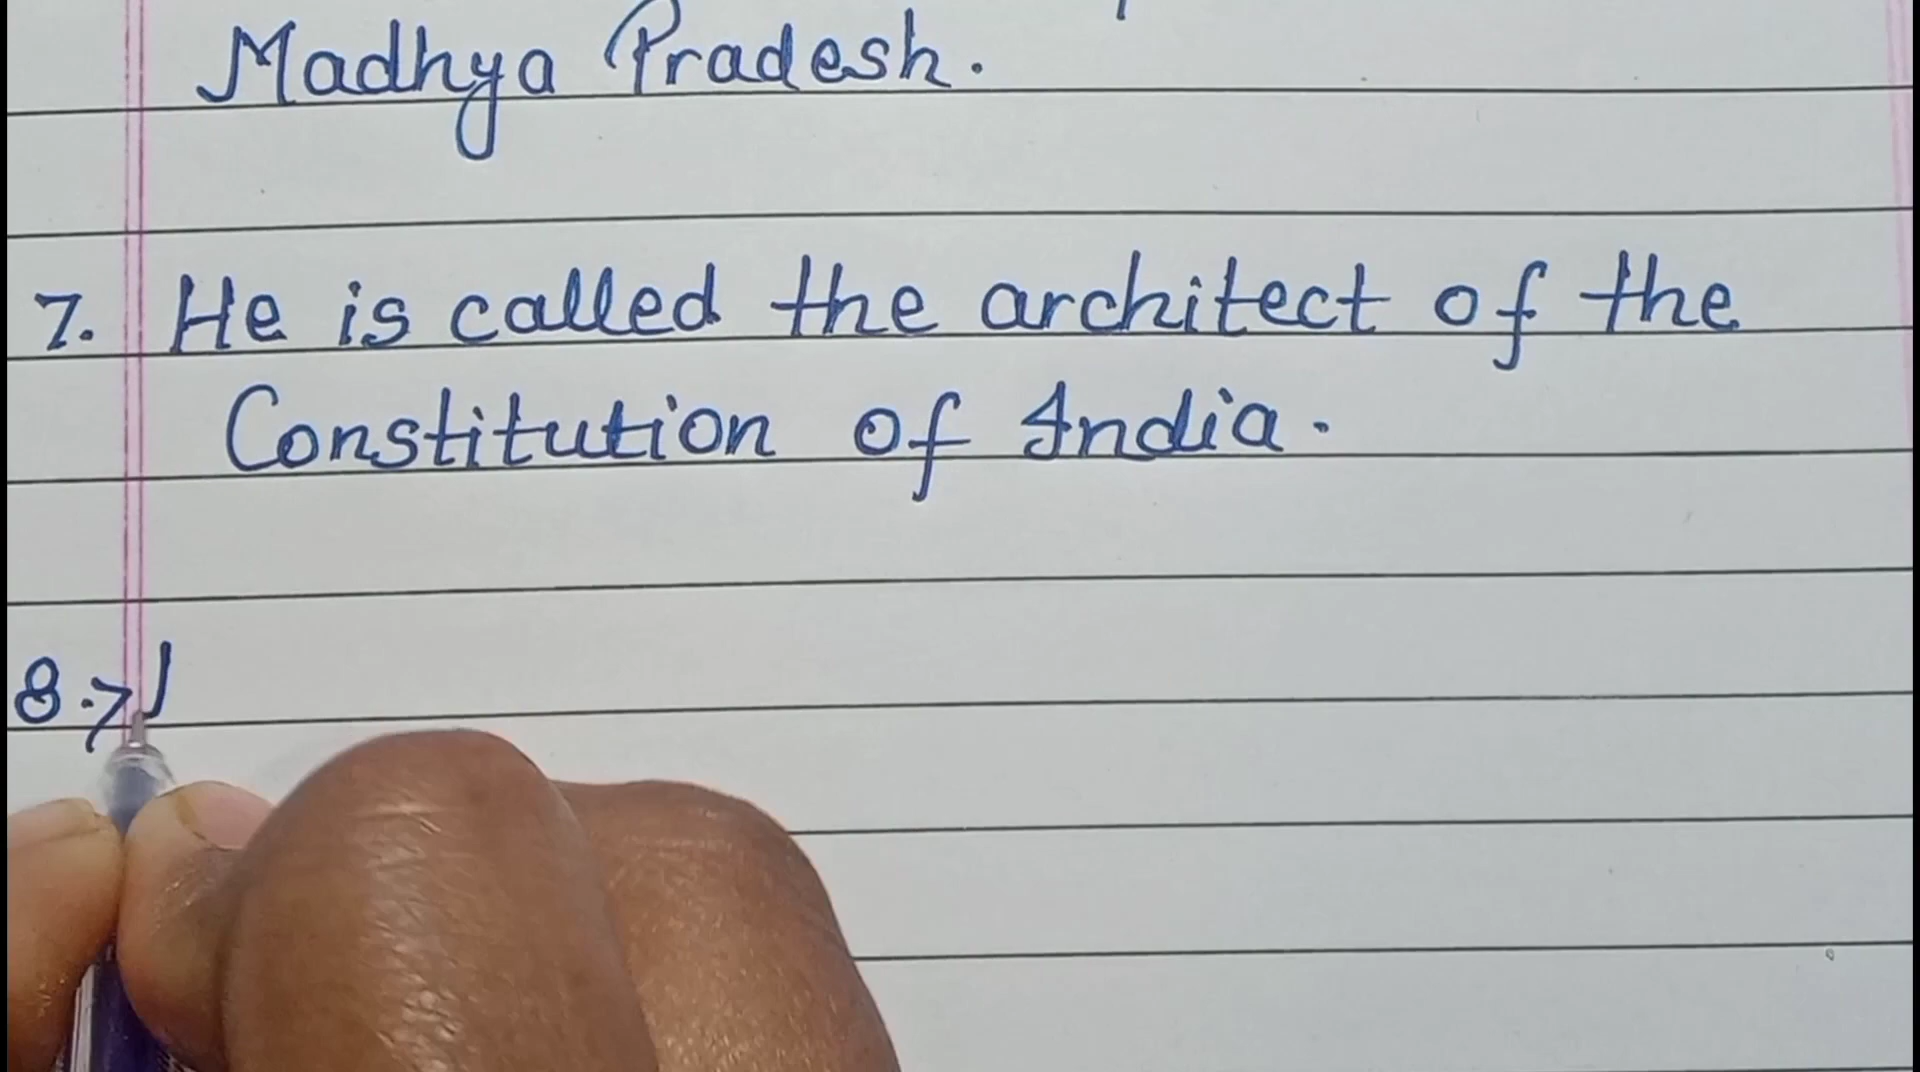 Madhya Pradesh.
7. He is called the architect of the
Constitution of India.
8.